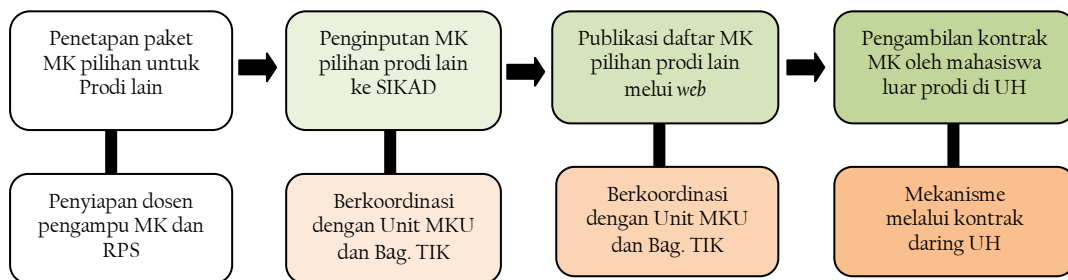 Penetapan paket
MK pilihan untuk
Prodi lain
Penginputan MK
pilihan prodi lain
ke SIKAD
Publikasi daftar MK
pilihan prodi lain
melui web
Pengambilan kontrak
MK oleh mahasiswa
luar prodi di UH
Penyiapan dosen
pengampu MK dan
RPS
Berkoordinasi
dengan Unit MKU
dan Bag. TIK
Berkoordinasi
dengan Unit MKU
dan Bag. TIK
Mekanisme
melalui kontrak
daring UH